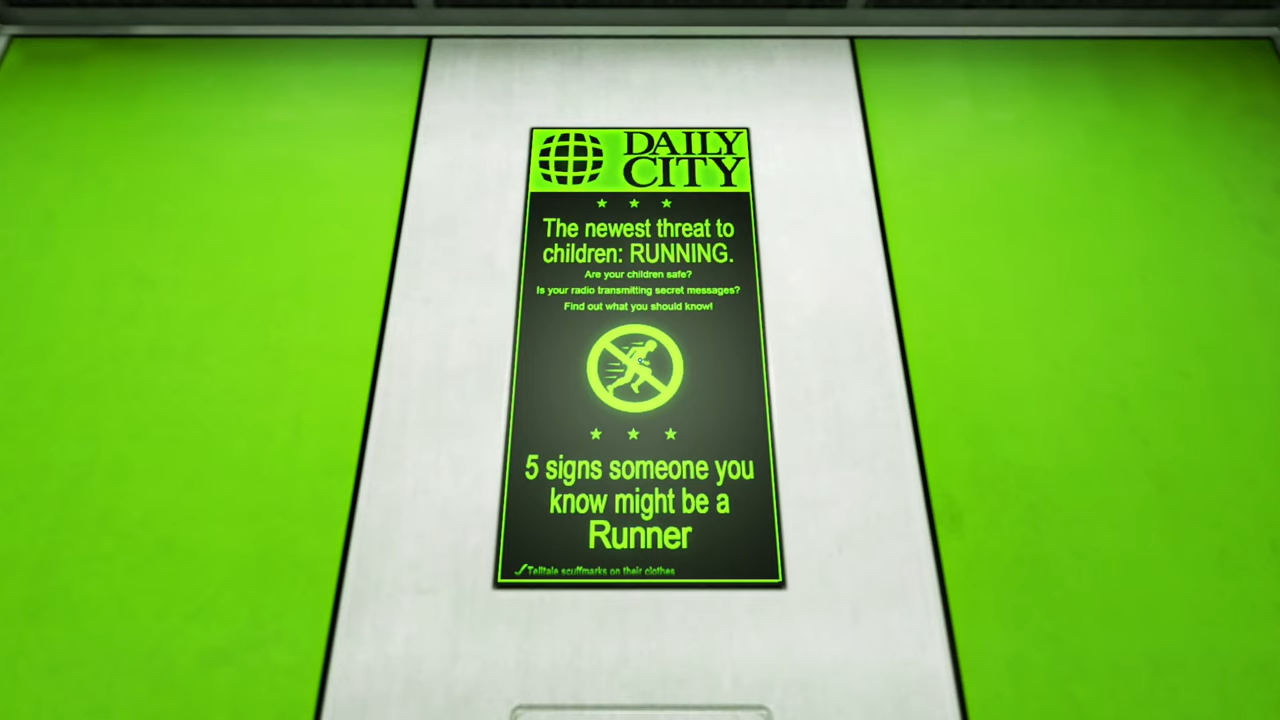 DAILY
CITY
The newest threat to
children: RUNNING.
Are your children safe?
Is your radio transmitting secret messages?
Find out what you should know!
5 signs someone you
know might be a
Runner
Telltale scuffmarks on their clothes